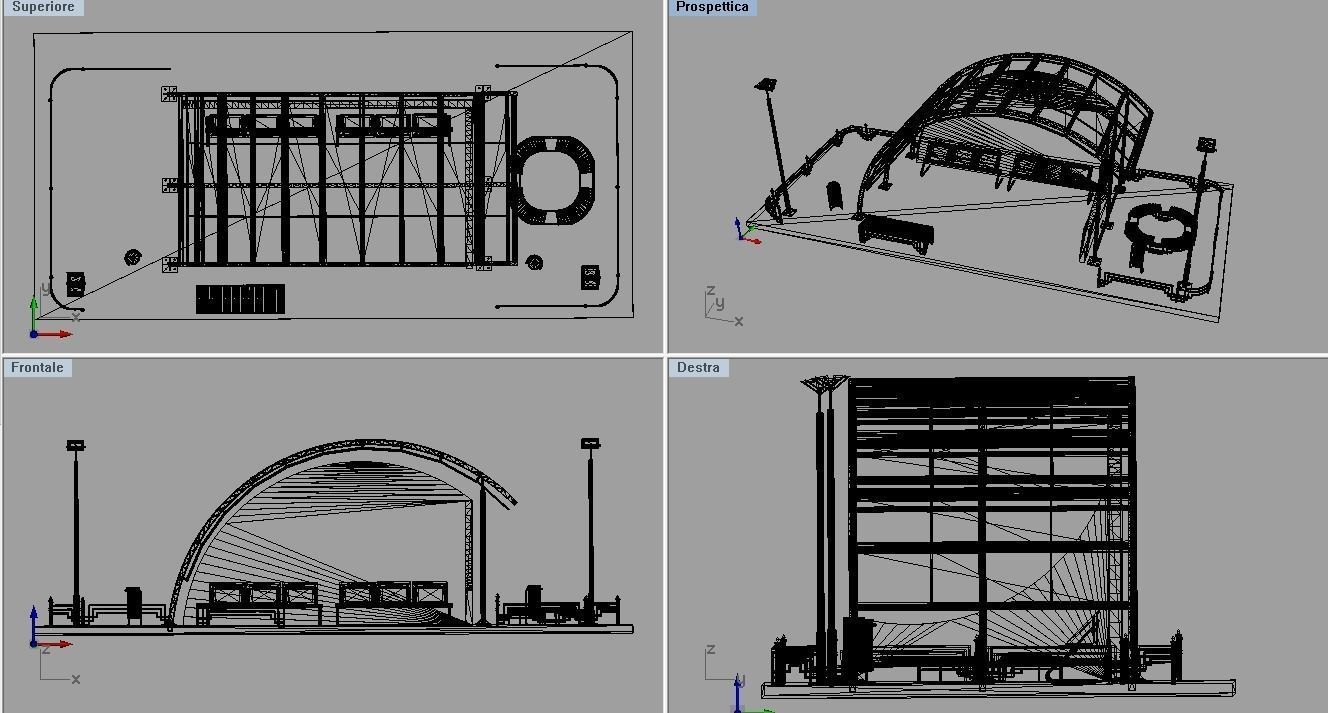 Superiore
Prospettica
y
x
z
y
x
Frontale
Destra
z
x
z
y